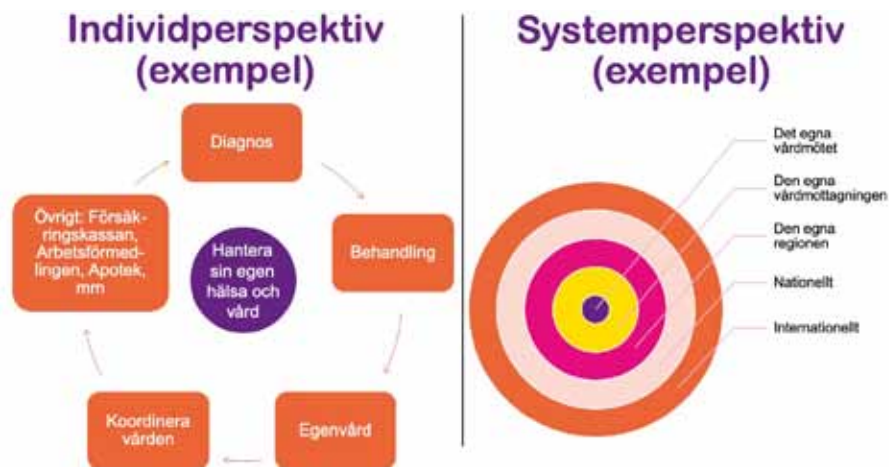 Individperspektiv
(exempel)
Diagnos
Behandling
Egenvård
Koordinera
vården
Övrigt: Försäk-
ringskassan,
Arbetsförmed-
lingen, Apotek,
mm
Hantera
sin egen
hälsa och
vård
Systemperspektiv
(exempel)
Det egna
vårdmötet
Den egna
vårdmottagningen
Den egna
regionen
Nationellt
Internationellt